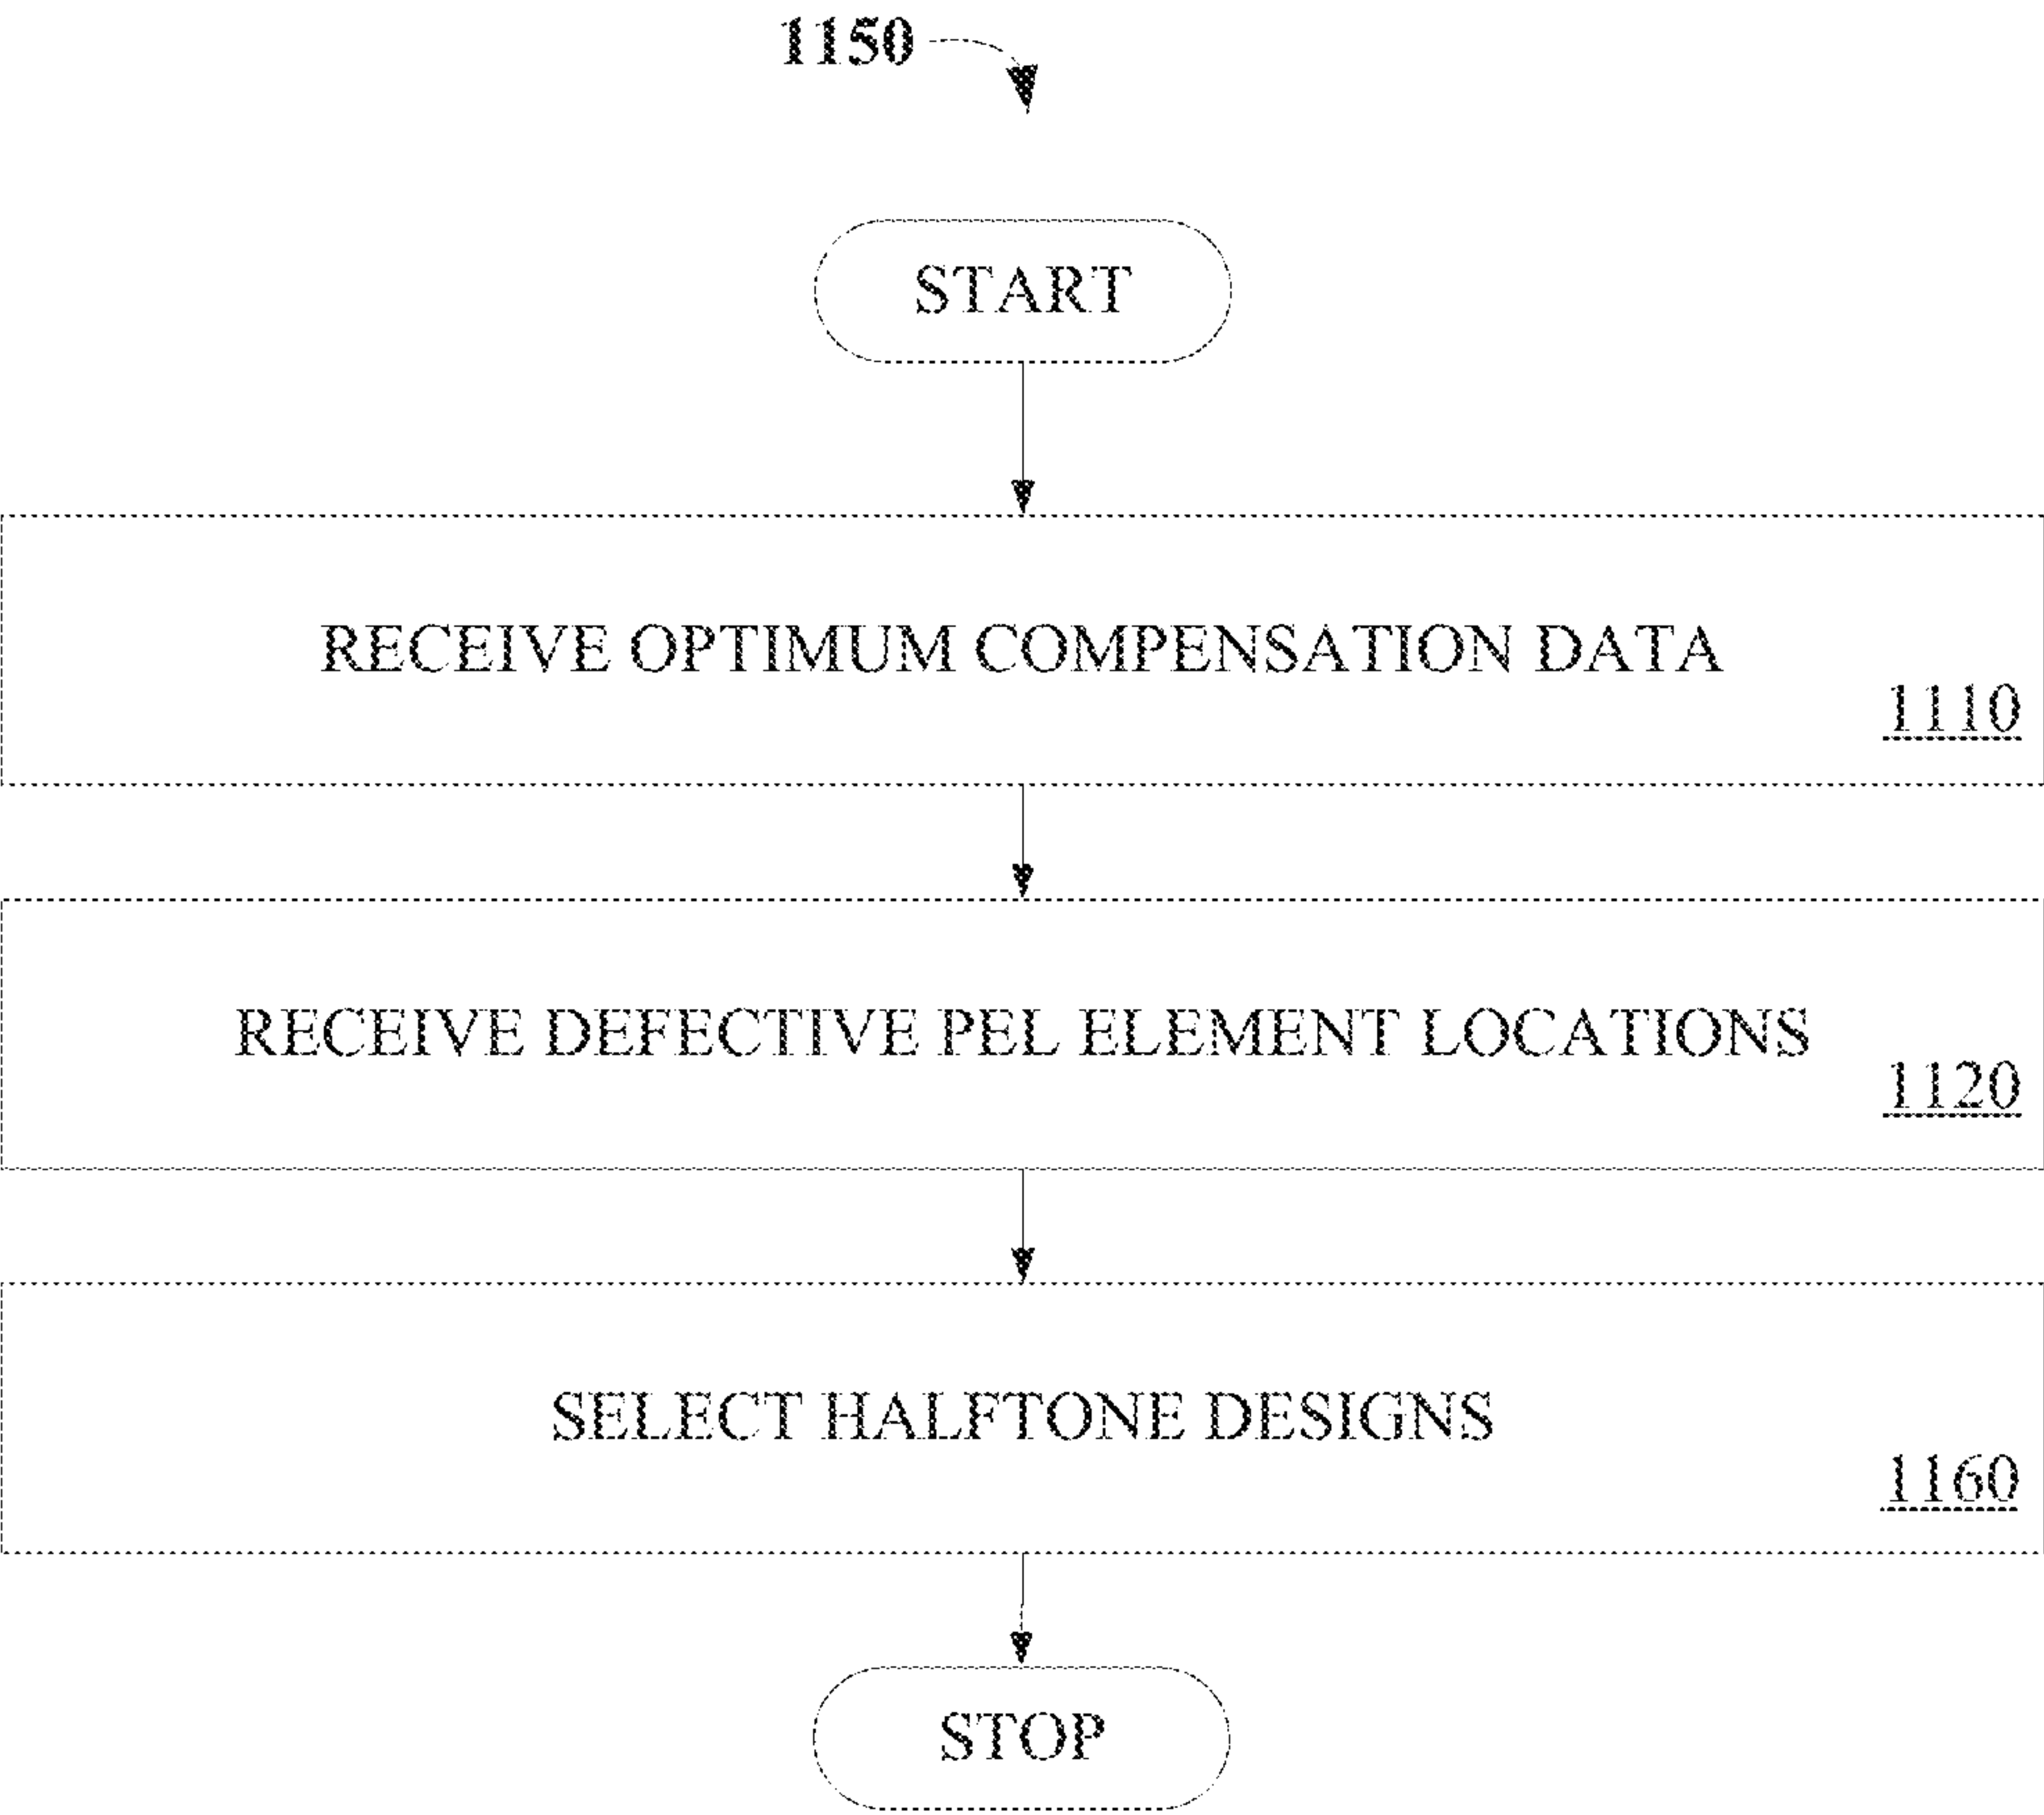 1150
START
RECEIVE OPTIMUM COMPENSATION DATA
1110
RECEIVE DEFECTIVE PEL ELEMENT LOCATIONS
1120
SELECT HALFTONE DESIGNS
1160
STOP